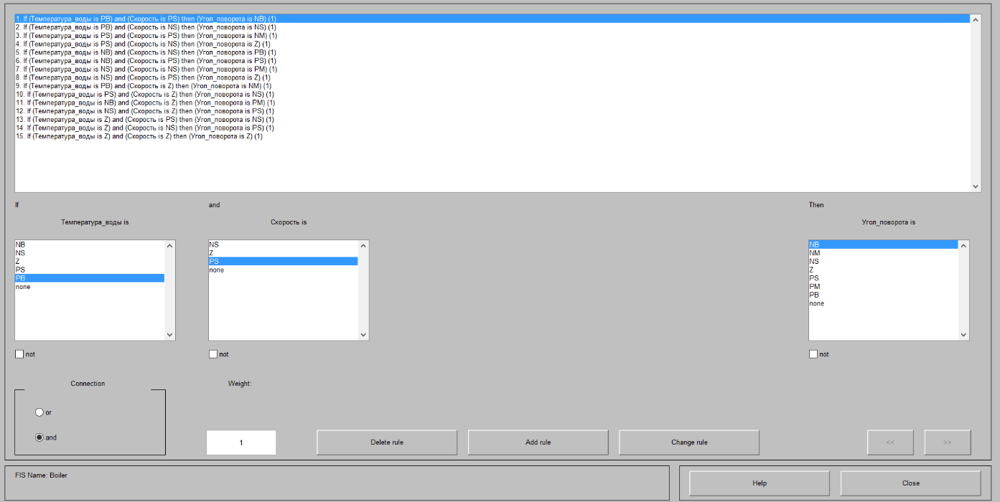 1. If (Температура_воды is PB) and (Скорость is PS) then (Угол_поворота is NB) (1)
2. If (Температура_воды is PB) and (Скорость is NS) then (Угол_поворота is NS) (1)
3. If (Температура_воды is PS) and (Скорость is PS) then (Угол_поворота is NM) (1)
4. If (Температура_воды is PS) and (Скорость is NS) then (Угол_поворота is Z) (1)
5. If (Температура_воды is NB) and (Скорость is NS) then (Угол_поворота is PB) (1)
6. If (Температура_воды is NB) and (Скорость is PS) then (Угол_поворота is PS) (1)
7. If (Температура_воды is NS) and (Скорость is NS) then (Угол_поворота is PM) (1)
8. If (Температура_воды is NS) and (Скорость is PS) then (Угол_поворота is Z) (1)
9. If (Температура_воды is PB) and (Скорость is Z) then (Угол_поворота is NM) (1)
10. If (Температура_воды is PS) and (Скорость is Z) then (Угол_поворота is NS) (1)
11. If (Температура_воды is NB) and (Скорость is Z) then (Угол_поворота is PM) (1)
12. If (Температура_воды is NS) and (Скорость is Z) then (Угол_поворота is PS) (1)
13. If (Температура_воды is Z) and (Скорость is PS) then (Угол_поворота is NS) (1)
14. If (Температура_воды is Z) and (Скорость is NS) then (Угол_поворота is PS) (1)
15. If (Температура_воды is Z) and (Скорость is Z) then (Угол_поворота is Z) (1)
If
Температура_воды is
NB
NS
Z
PS
PB
none
not
and
Скорость is
NS
Z
PS
none
not
Then
Угол_поворота is
NB
NM
NS
Z
PS
PM
PB
none
not
Connection
or
and
Weight:
1
Delete rule
Add rule
Change rule
<<
>>
FIS Name: Boiler
Help
Close